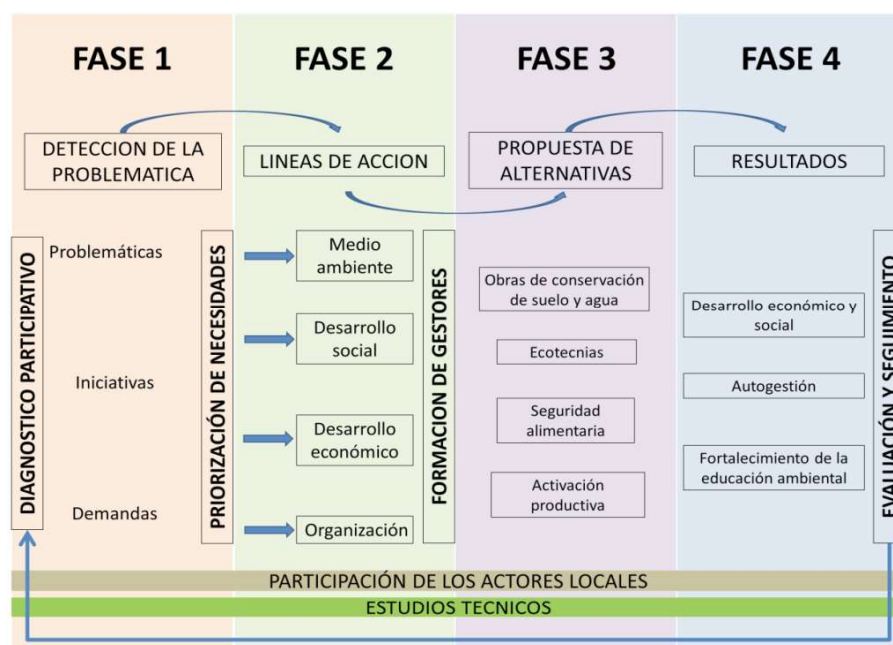 FASE 1
FASE 2
FASE 3
FASE 4
DETECCION DE LA
PROBLEMATICA
LINEAS DE ACCION
PROPUESTA DE
ALTERNATIVAS
RESULTADOS
DIAGNOSTICO PARTICIPATIVO
Problemáticas
Iniciativas
Demandas
PRIORIZACIÓN DE NECESIDADES
Medio
ambiente
Desarrollo
social
Desarrollo
económico
Organización
FORMACION DE GESTORES
Obras de conservación
de suelo y agua
Ecotecnias
Seguridad
alimentaria
Activación
productiva
Desarrollo económico y
social
Autogestión
Fortalecimiento de la
educación ambiental
EVALUACIÓN Y SEGUIMIENTO
PARTICIPACIÓN DE LOS ACTORES LOCALES
ESTUDIOS TECNICOS